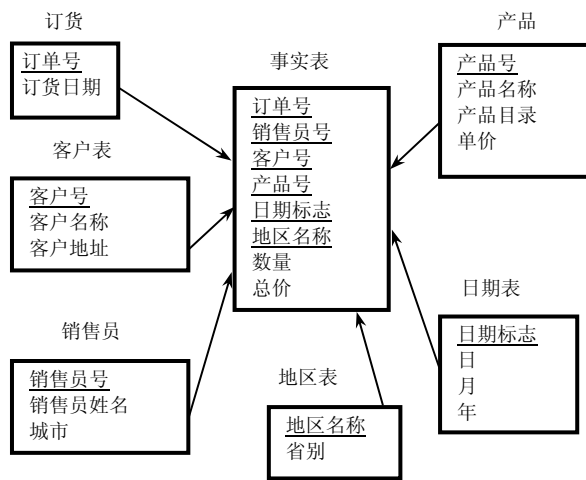 订货
订单号
订货日期
客户表
客户号
客户名称
客户地址
销售员
销售员号
销售员姓名
城市
事实表
订单号
销售员号
客户号
产品号
日期标志
地区名称
数量
总价
地区表
地区名称
省别
产品
产品号
产品名称
产品目录
单价
日期表
日期标志
日
月
年